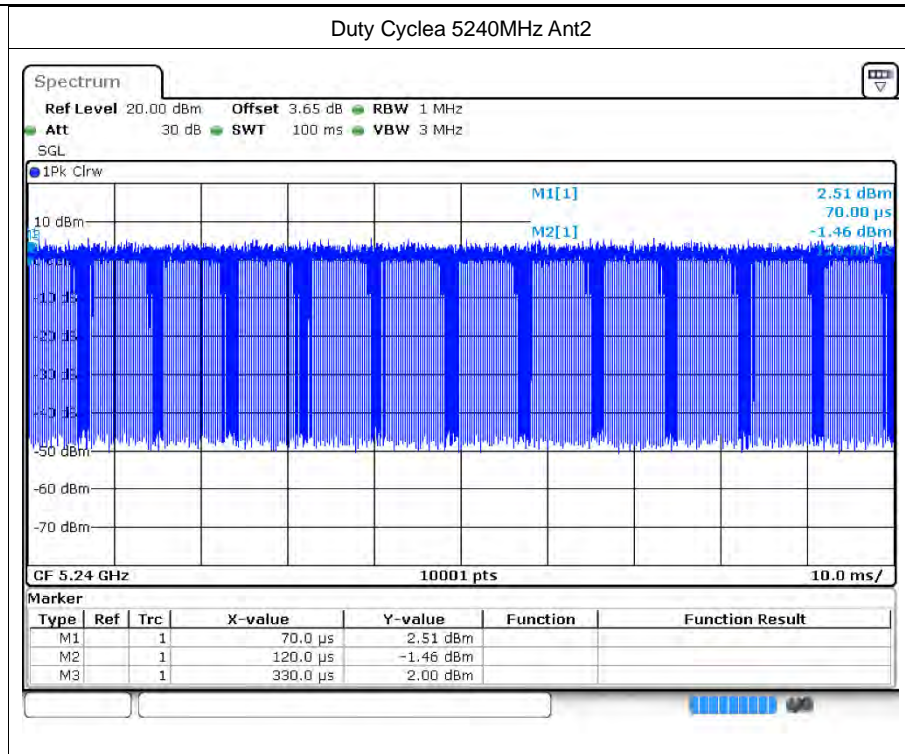 Duty Cyclea 5240MHz Ant2
Spectrum
Ref Level 20.00 dBm Offset 3.65 dB RBW 1 MHz
Att 30 dB SWT 100 ms VBW 3 MHz
SGL
1Pk Clrw
M1[1] 2.51 dBm
70.00 µs
10 dBm
M2[1] -1.46 dBm
-50 dBm
-60 dBm
-70 dBm
CF 5.24 GHz 10001 pts 10.0 ms/
Marker
Type Ref Trc X-value Y-value Function Function Result
M1 1 70.0 µs 2.51 dBm
M2 1 120.0 µs -1.46 dBm
M3 1 330.0 µs 2.00 dBm